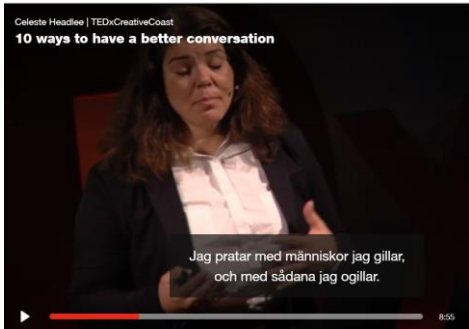 Celeste Headlee | TEDxCreativeCoast
10 ways to have a better conversation
Jag pratar med människor jag gillar,
och med sådana jag ogillar.
8:55